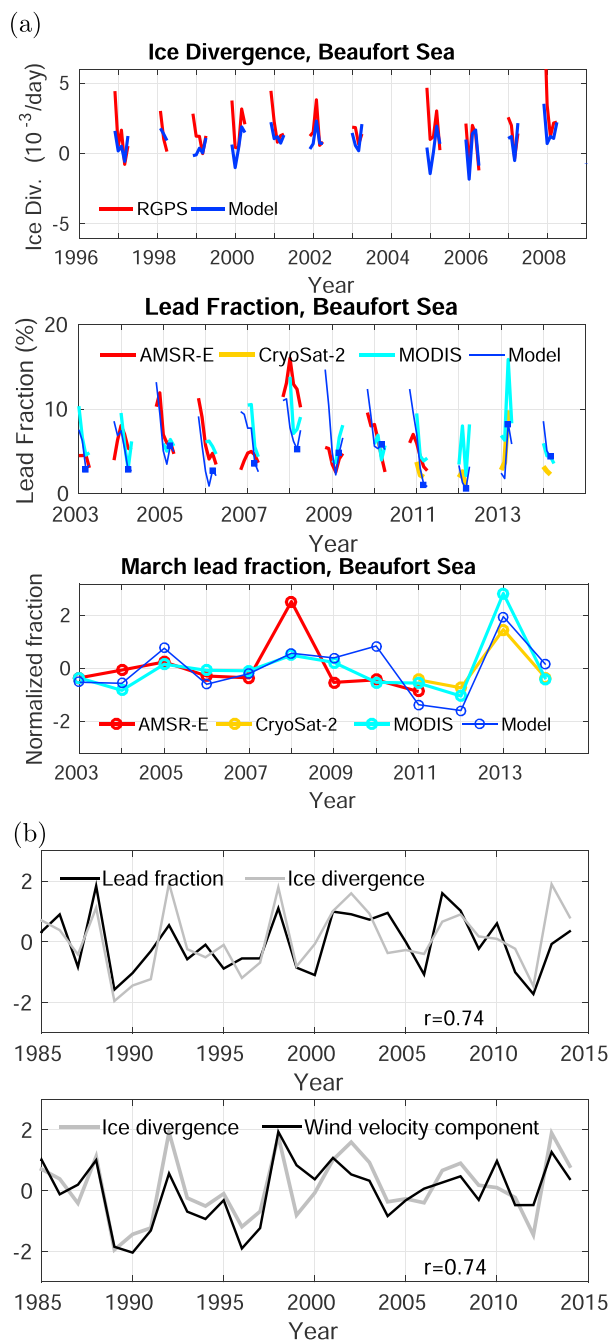 (a)
Ice Divergence, Beaufort Sea
Ice Div. (10⁻³/day)
5
0
-5
RGPS Model
1996 1998 2000 2002 2004 2006 2008
Year
Lead Fraction, Beaufort Sea
Lead Fraction (%)
20
10
0
AMSR-E CryoSat-2 MODIS Model
2003 2005 2007 2009 2011 2013
Year
March lead fraction, Beaufort Sea
Normalized fraction
2
0
-2
AMSR-E CryoSat-2 MODIS Model
2003 2005 2007 2009 2011 2013
Year
(b)
2
0
-2
Lead fraction Ice divergence
r=0.74
1985 1990 1995 2000 2005 2010 2015
Year
2
0
-2
Ice divergence Wind velocity component
r=0.74
1985 1990 1995 2000 2005 2010 2015
Year